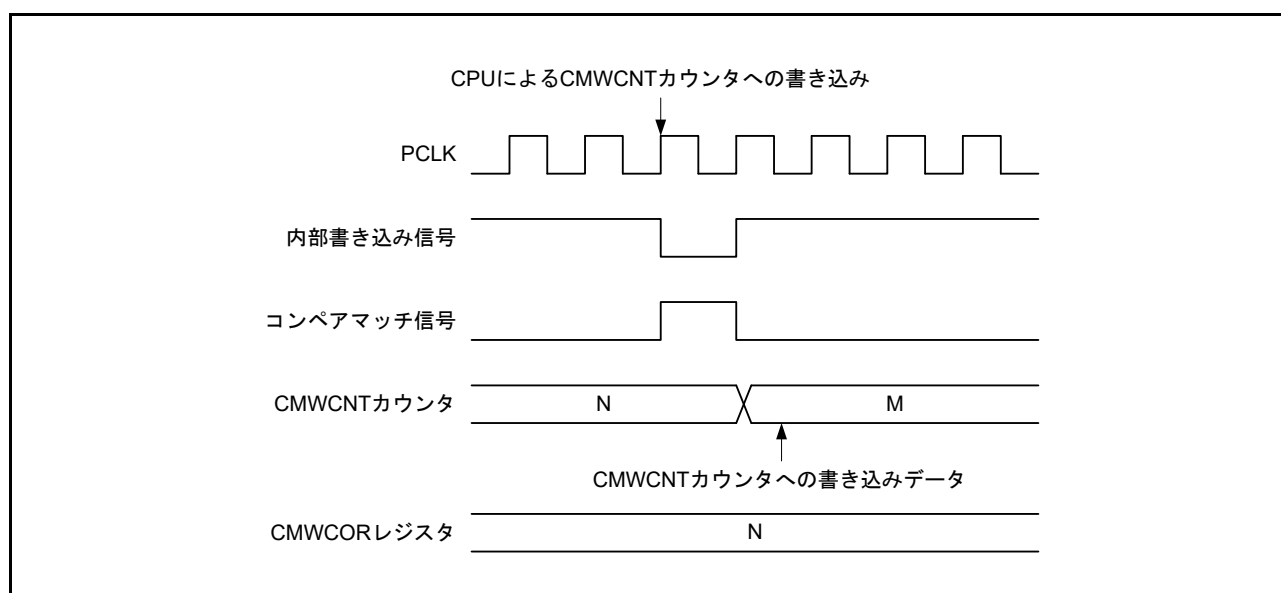 CPUによるCMWCNTカウンタへの書き込み
PCLK
内部書き込み信号
コンペアマッチ信号
CMWCNTカウンタ
N
M
CMWCNTカウンタへの書き込みデータ
CMWCORレジスタ
N